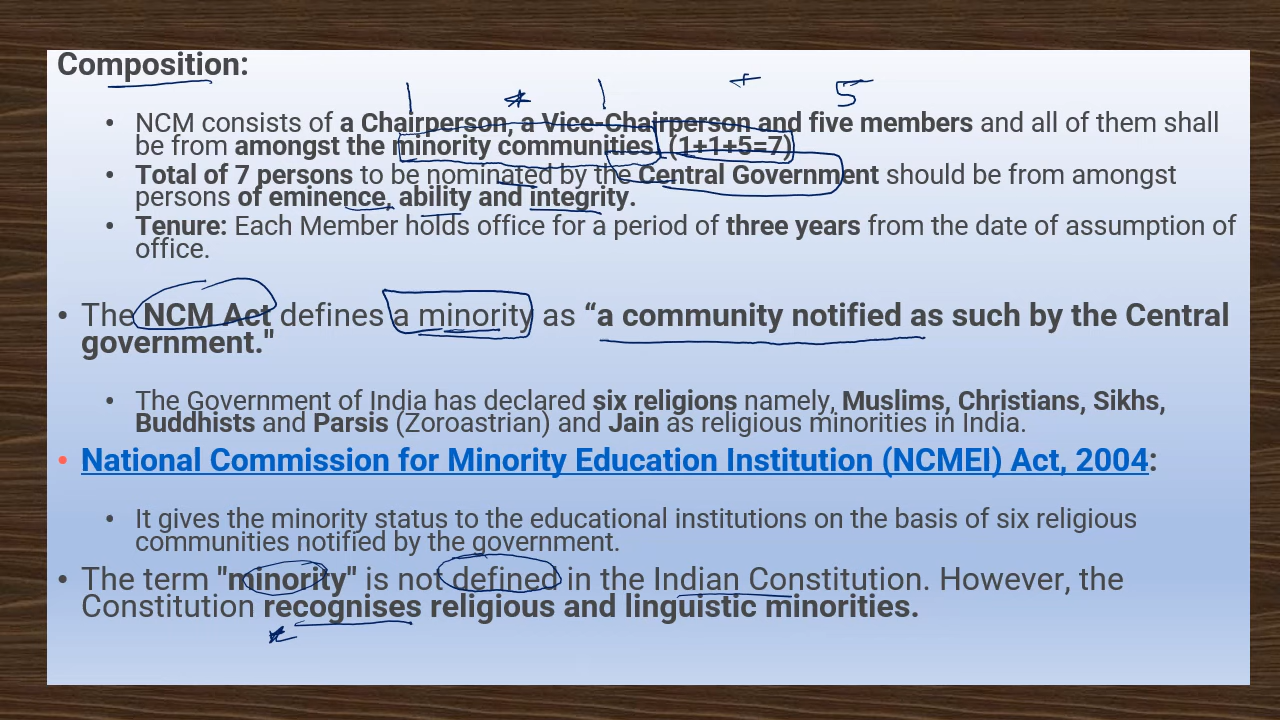 Composition:
1 * 1 + 5
• NCM consists of a Chairperson, a Vice-Chairperson and five members and all of them shall
be from amongst the minority communities. (1+1+5=7)
• Total of 7 persons to be nominated by the Central Government should be from amongst
persons of eminence, ability and integrity.
• Tenure: Each Member holds office for a period of three years from the date of assumption of
office.
• The NCM Act defines a minority as “a community notified as such by the Central
government."
• The Government of India has declared six religions namely, Muslims, Christians, Sikhs,
Buddhists and Parsis (Zoroastrian) and Jain as religious minorities in India.
• National Commission for Minority Education Institution (NCMEI) Act, 2004:
• It gives the minority status to the educational institutions on the basis of six religious
communities notified by the government.
• The term "minority" is not defined in the Indian Constitution. However, the
Constitution recognises religious and linguistic minorities.